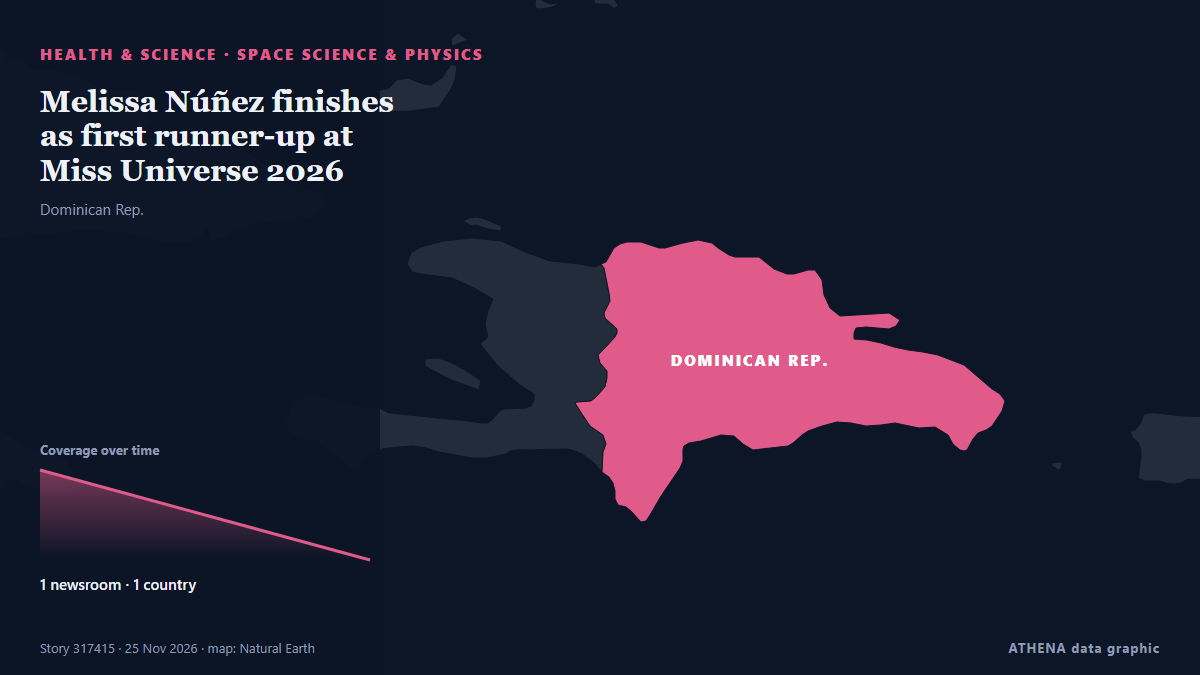 HEALTH & SCIENCE · SPACE SCIENCE & PHYSICS
Melissa Núñez finishes
as first runner-up at
Miss Universe 2026
Dominican Rep.
DOMINICAN REP.
Coverage over time
1 newsroom · 1 country
Story 317415 · 25 Nov 2026 · map: Natural Earth
ATHENA data graphic